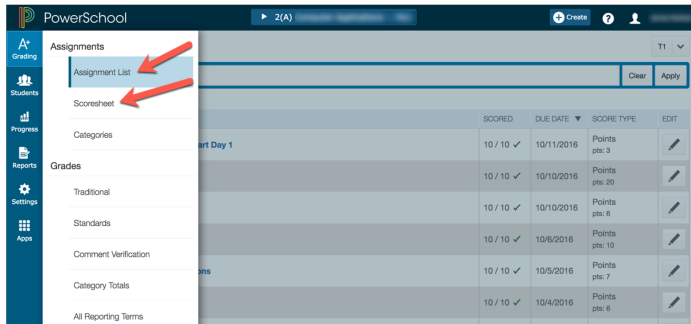 PowerSchool
2(A)
Create
Grading
Students
Progress
Reports
Settings
Apps
Assignments
Assignment List
Scoresheet
Categories
Grades
Traditional
Standards
Comment Verification
Category Totals
All Reporting Terms
T1
Clear
Apply
SCORED
DUE DATE
SCORE TYPE
EDIT
art Day 1
10 / 10
10/11/2016
Points
pts: 3
10 / 10
10/10/2016
Points
pts: 20
10 / 10
10/10/2016
Points
pts: 6
10 / 10
10/6/2016
Points
pts: 10
ons
10 / 10
10/5/2016
Points
pts: 7
10 / 10
10/4/2016
Points
pts: 6